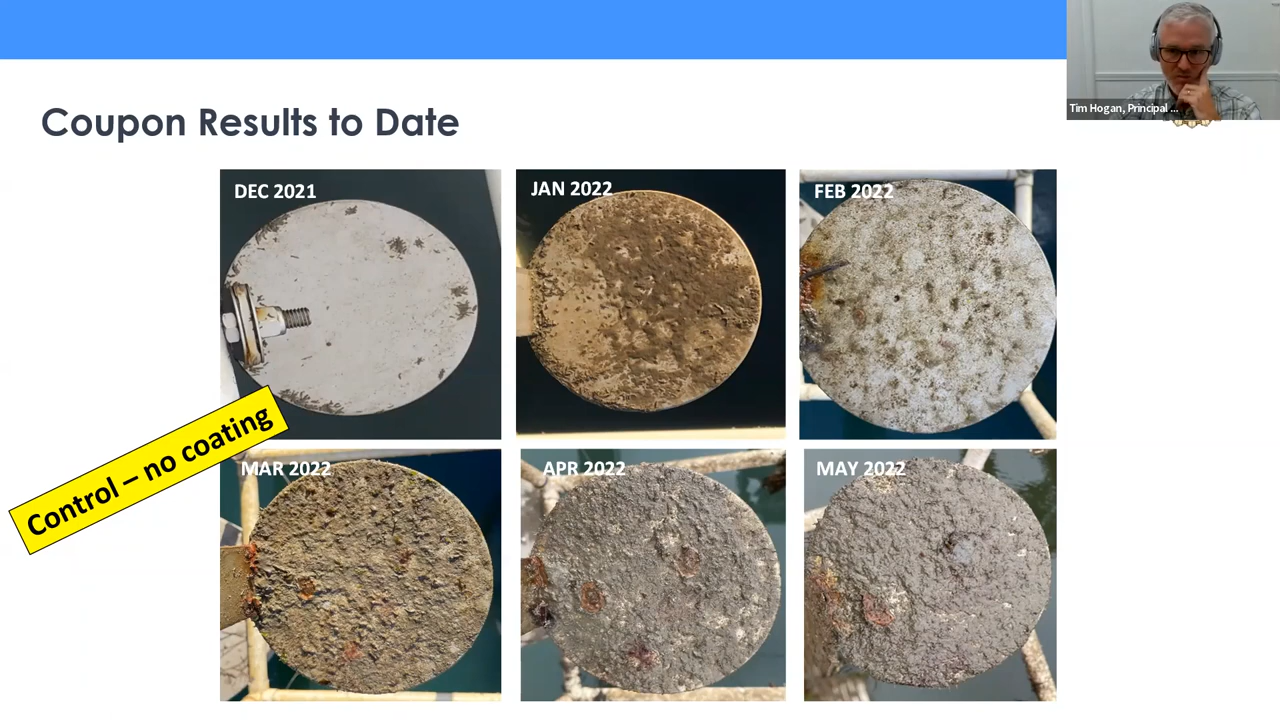 Tim Hogan, Principal ...
Coupon Results to Date
DEC 2021
JAN 2022
FEB 2022
Control – no coating
MAR 2022
APR 2022
MAY 2022